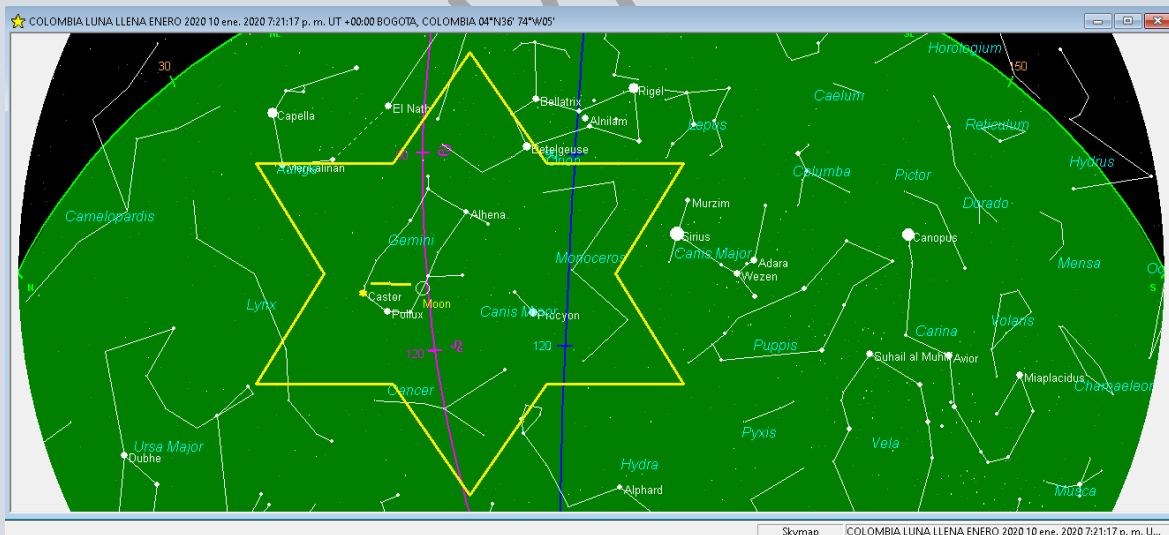 COLOMBIA LUNA LLENA ENERO 2020 10 ene. 2020 7:21:17 p. m. UT +00:00 BOGOTA, COLOMBIA 04°N36' 74°W05'
Horologium
30
150
Caelum
Capella
El Nath
Bellatrix
Rigel
Alnilam
Lepus
Reticulum
Betelgeuse
90
Orion
Menkalinan
Auriga
Columba
Pictor
Hydrus
Camelopardis
Alhena
Murzim
Dorado
Gemini
Sirius
Canopus
Monoceros
Canis Major
Adara
Mensa
Wezen
N
S
Castor
Moon
Lynx
Pollux
Canis Minor
Procyon
Carina
Volans
120
120
Puppis
Suhail al Muhlif
Avior
Miaplacidus
Chamaeleon
Cancer
Pyxis
Vela
Ursa Major
Dubhe
Hydra
Alphard
Musca
Skymap
COLOMBIA LUNA LLENA ENERO 2020 10 ene. 2020 7:21:17 p. m. U...